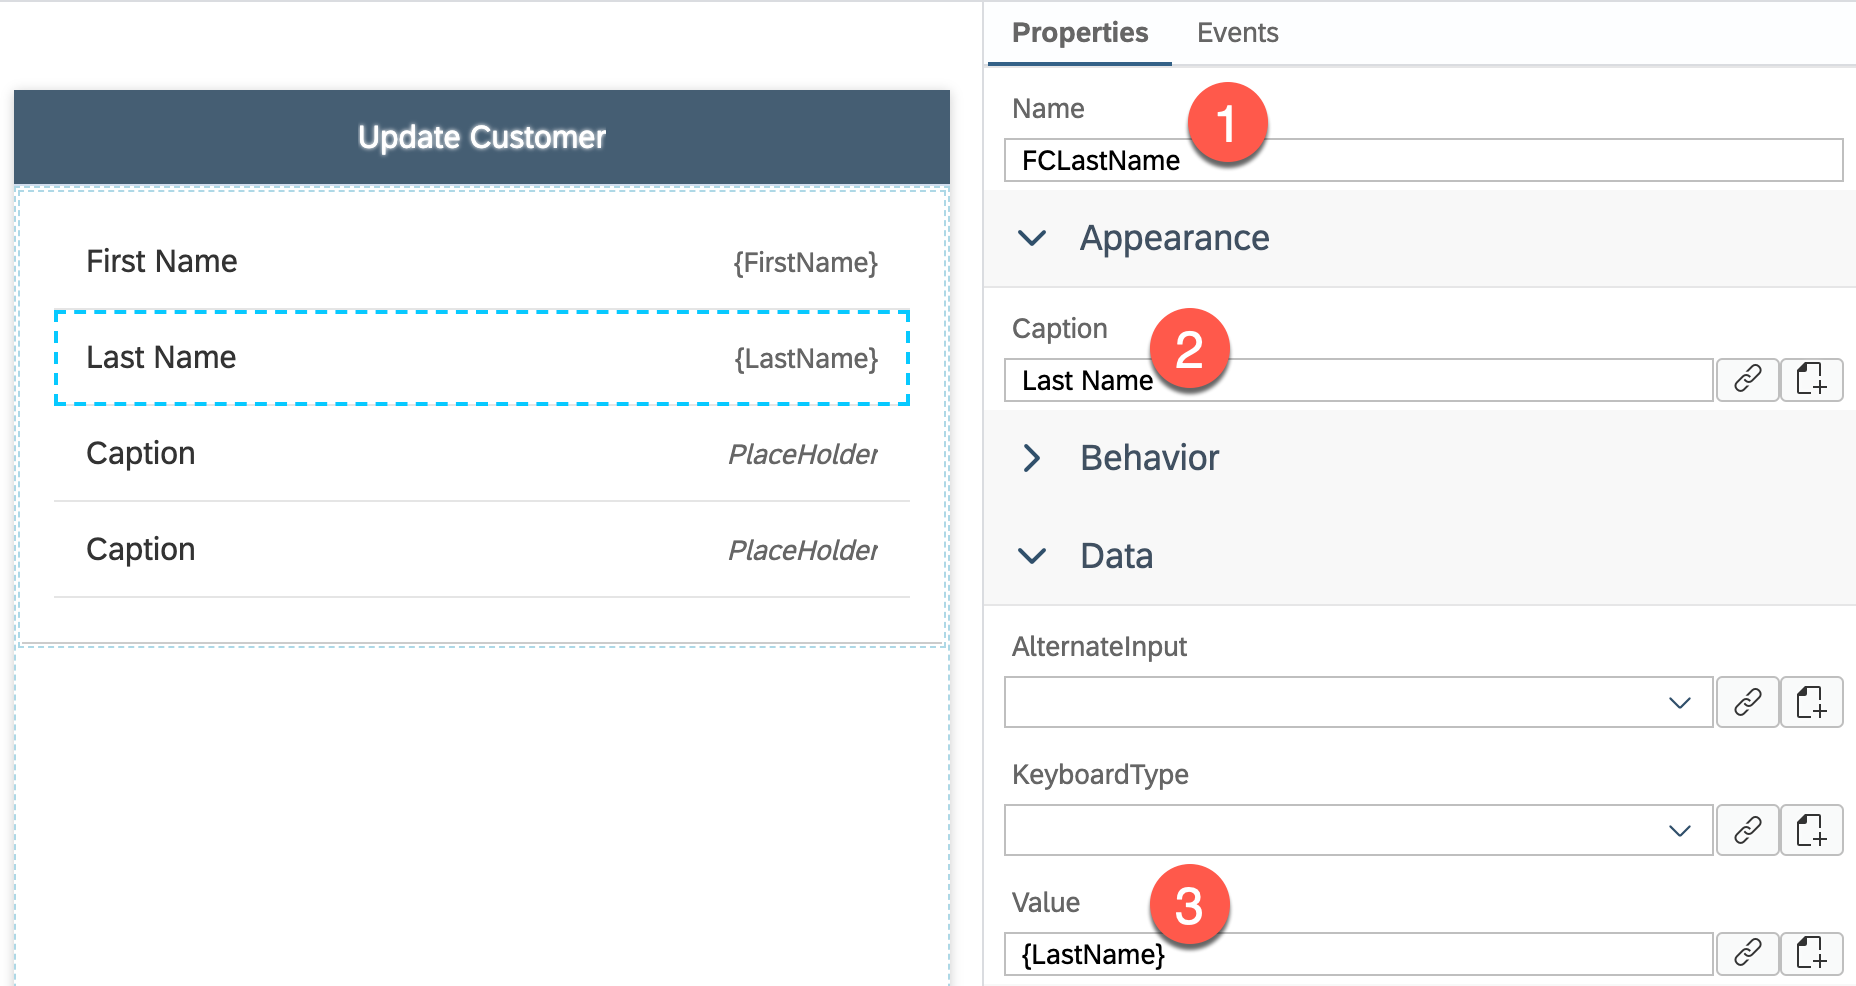 Update Customer
First Name {FirstName}
Last Name {LastName}
Caption PlaceHolder
Caption PlaceHolder
Properties Events
Name 1
FCLastName
Appearance
Caption 2
Last Name
Behavior
Data
AlternateInput
KeyboardType
Value 3
{LastName}